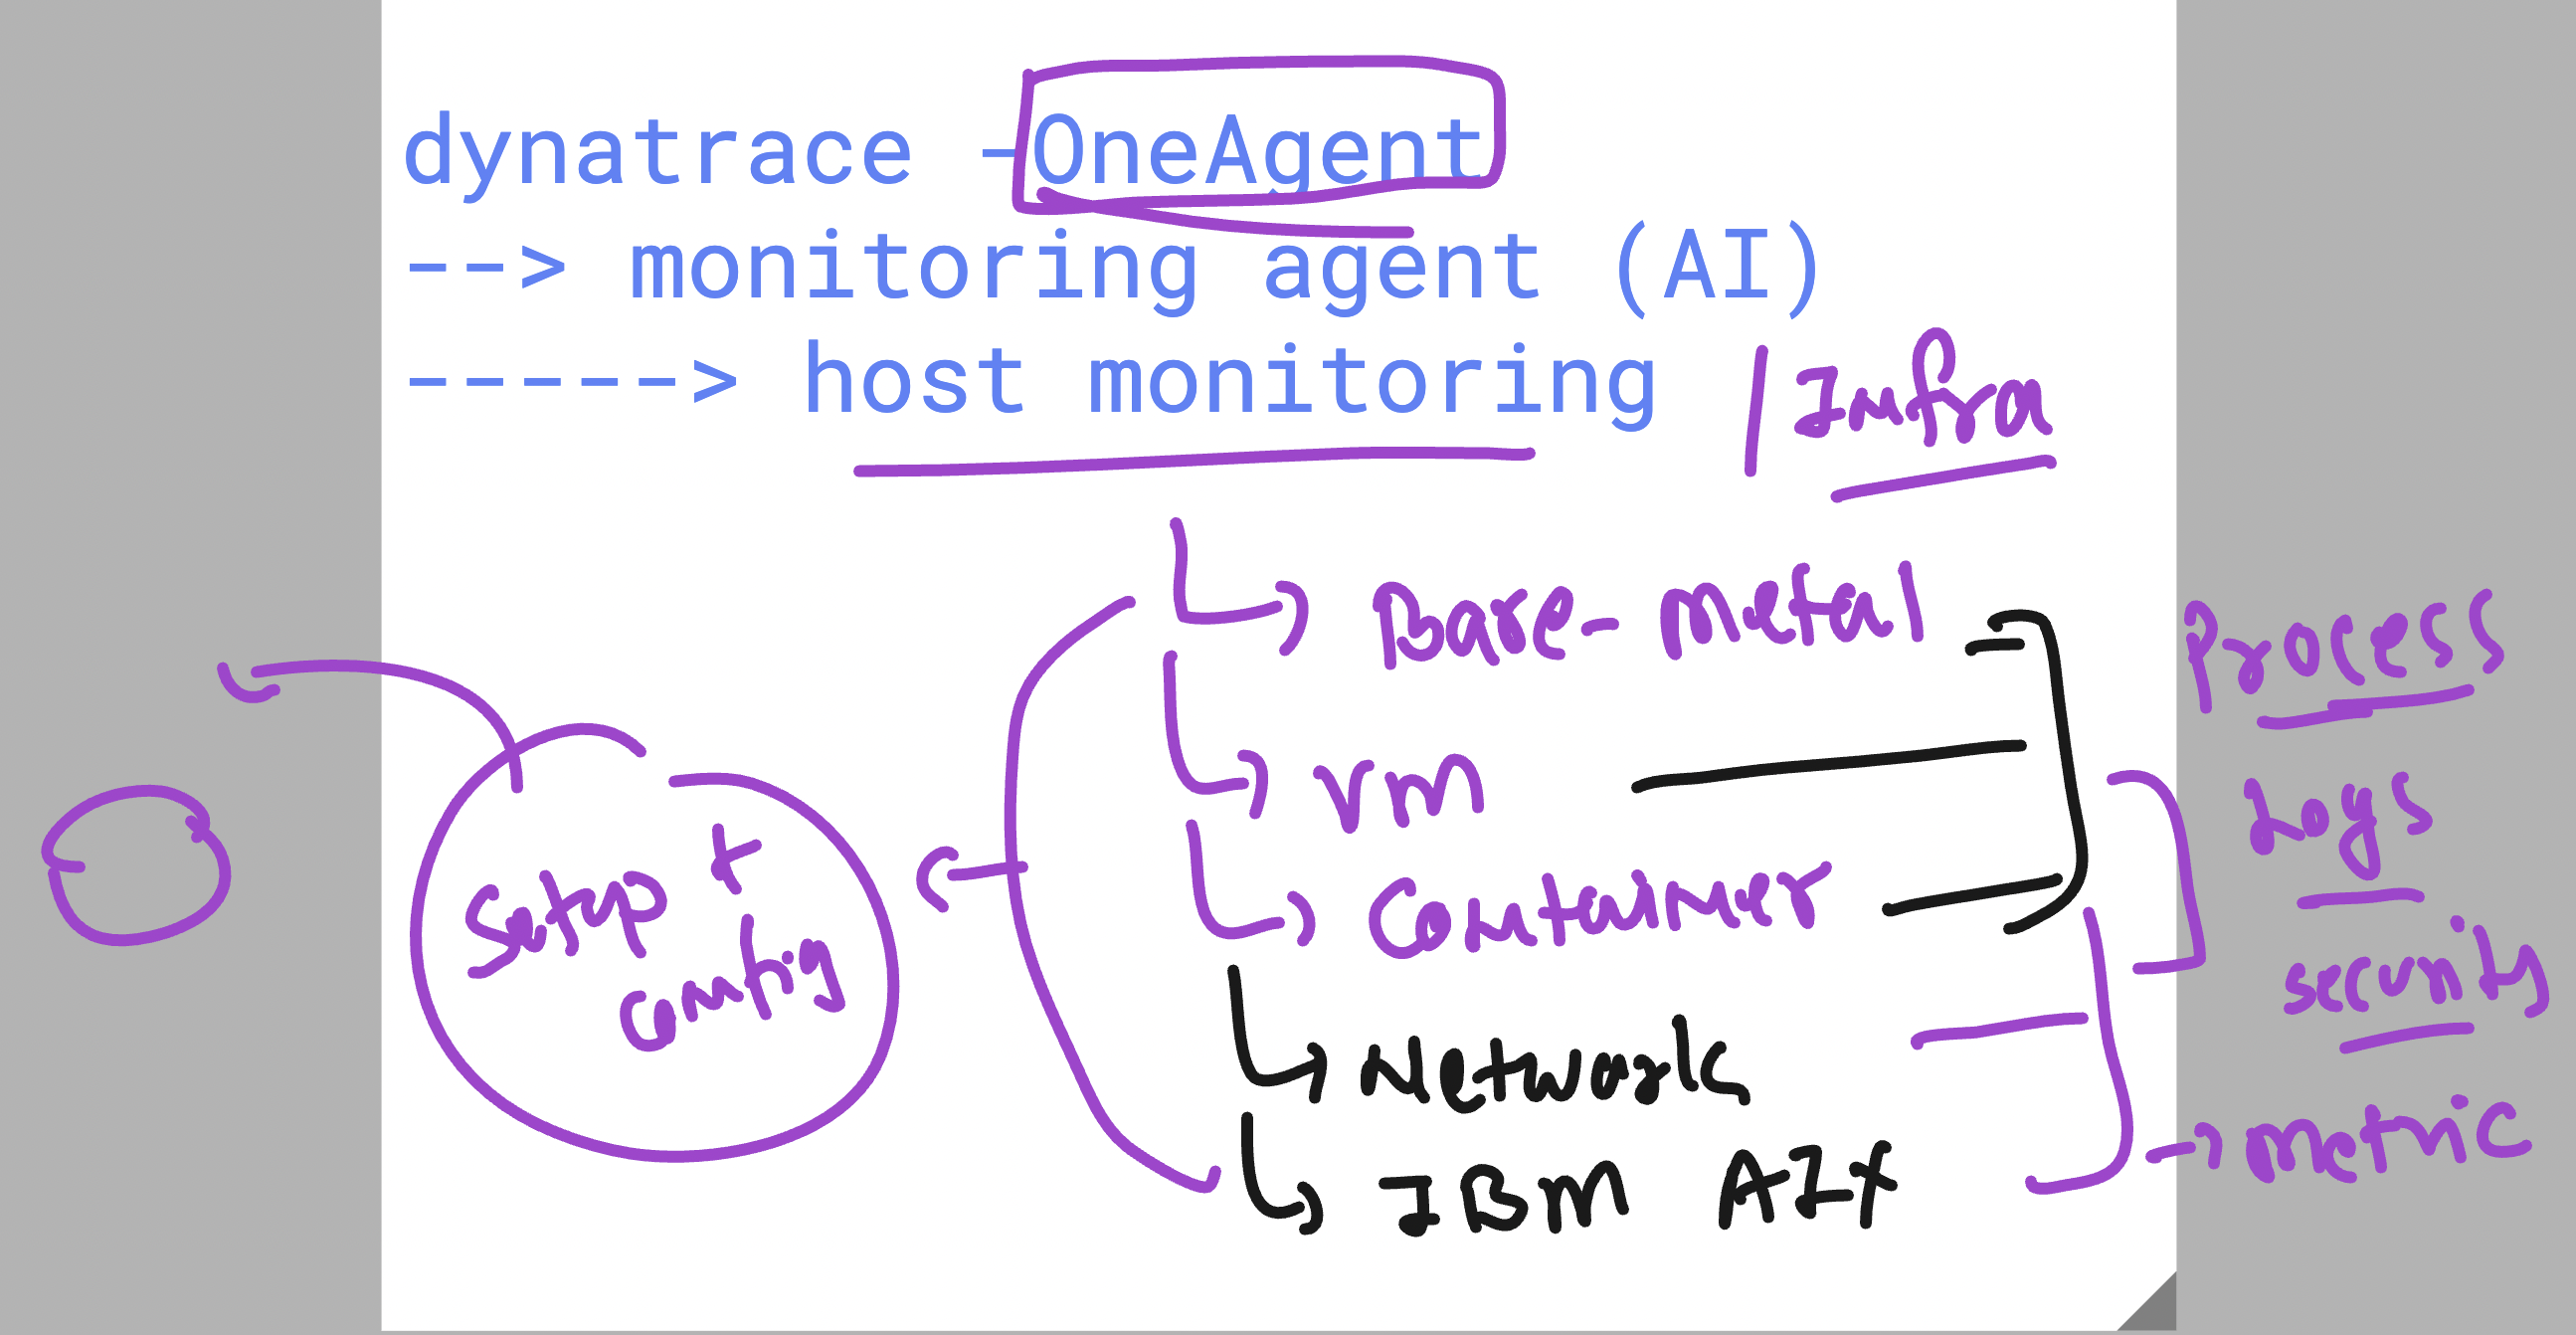 dynatrace -OneAgent
--> monitoring agent (AI)
-----> host monitoring | Infra
Bare-metal
VM
Container
Network
IBM AIX
Setup +
config
Process
Logs
security
metric